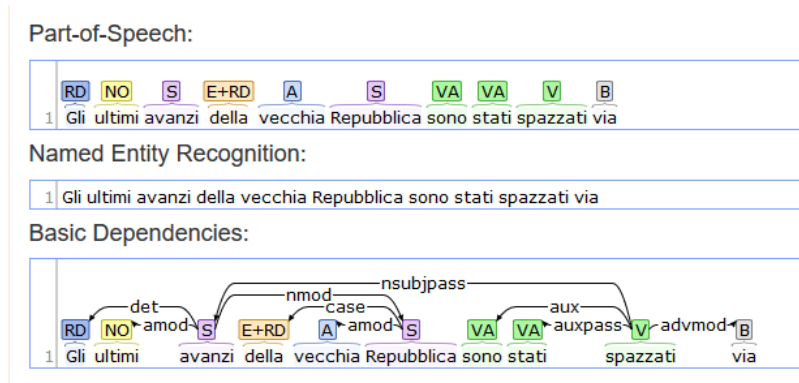 Part-of-Speech:
RD NO S E+RD A S VA VA V B
1 Gli ultimi avanzi della vecchia Repubblica sono stati spazzati via
Named Entity Recognition:
1 Gli ultimi avanzi della vecchia Repubblica sono stati spazzati via
Basic Dependencies:
nsubjpass
nmod
det case aux
RD NO amod S E+RD A amod S VA VA auxpass V advmod B
1 Gli ultimi avanzi della vecchia Repubblica sono stati spazzati via